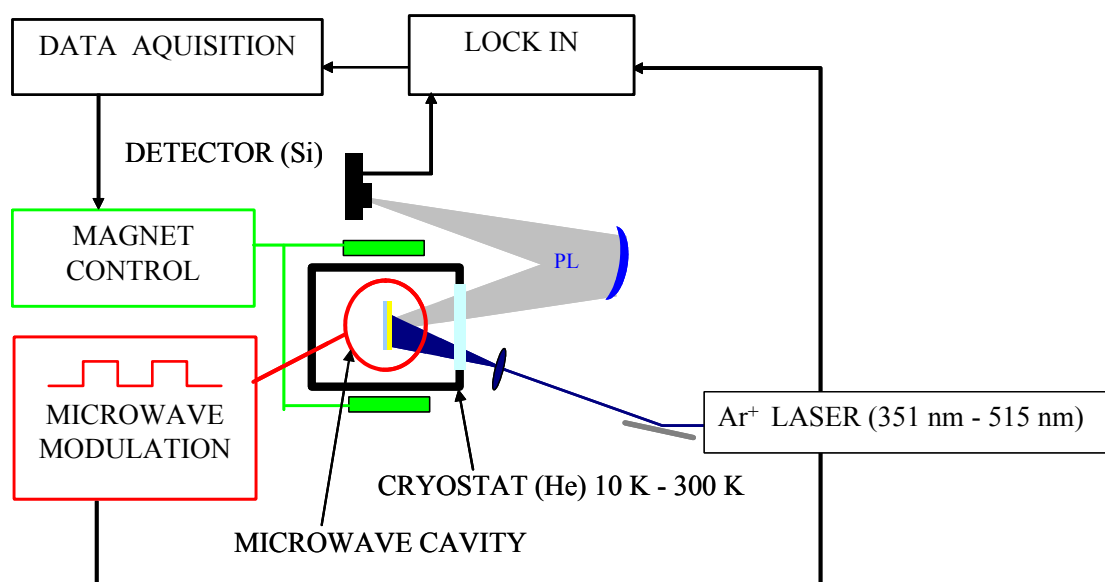 DATA AQUISITION
LOCK IN
DETECTOR (Si)
MAGNET
CONTROL
PL
MICROWAVE
MODULATION
Ar⁺ LASER (351 nm - 515 nm)
CRYOSTAT (He) 10 K - 300 K
MICROWAVE CAVITY